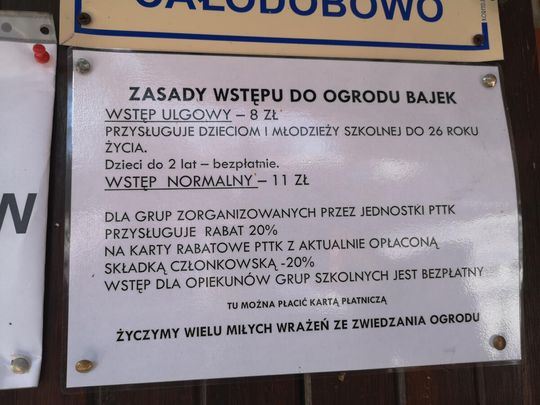 CAŁODOBOWO
W
ZASADY WSTĘPU DO OGRODU BAJEK
WSTĘP ULGOWY – 8 ZŁ
PRZYSŁUGUJE DZIECIOM I MŁODZIEŻY SZKOLNEJ DO 26 ROKU
ŻYCIA.
Dzieci do 2 lat – bezpłatnie.
WSTĘP NORMALNY – 11 ZŁ
DLA GRUP ZORGANIZOWANYCH PRZEZ JEDNOSTKI PTTK
PRZYSŁUGUJE RABAT 20%
NA KARTY RABATOWE PTTK Z AKTUALNIE OPŁACONĄ
SKŁADKĄ CZŁONKOWSKĄ -20%
WSTĘP DLA OPIEKUNÓW GRUP SZKOLNYCH JEST BEZPŁATNY
TU MOŻNA PŁACIĆ KARTĄ PŁATNICZĄ
ŻYCZYMY WIELU MIŁYCH WRAŻEŃ ZE ZWIEDZANIA OGRODU